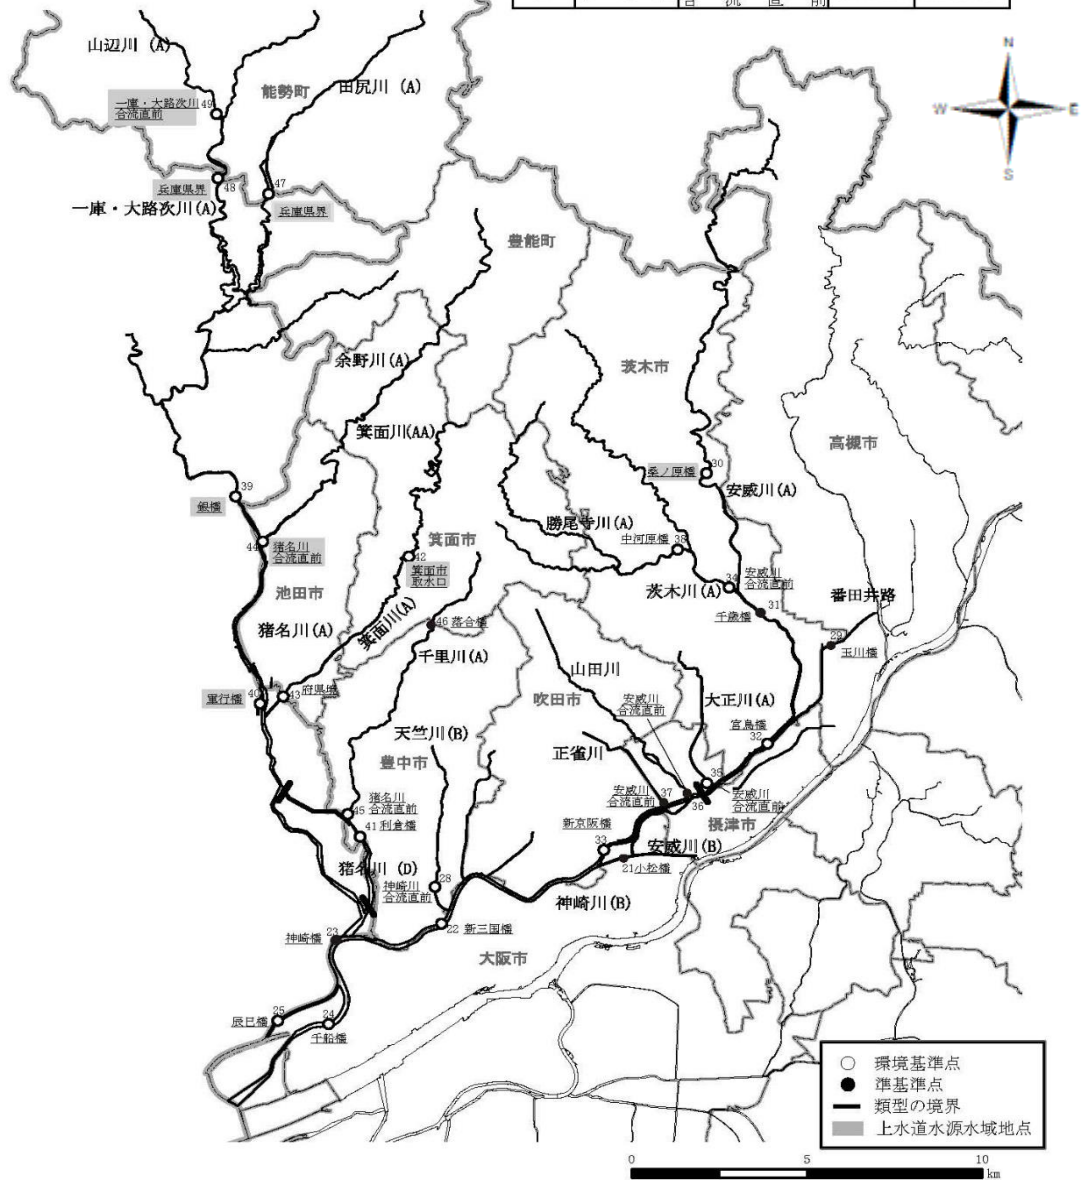 合流直前
N
W
E
S
山辺川 (A)
能勢町
田尻川 (A)
一庫・大路次川
合流直前
49
兵庫県界
48
47
兵庫県界
一庫・大路次川(A)
豊能町
余野川(A)
茨木市
箕面川(AA)
高槻市
30
桑ノ原橋
安威川(A)
39
銀橋
勝尾寺川(A)
中河原橋
38
44
猪名川
合流直前
箕面市
42
箕面市
取水口
34
安威川
合流直前
茨木川(A)
池田市
31
千歳橋
番田井路
猪名川(A)
箕面川(A)
46 落合橋
29
玉川橋
千里川(A)
山田川
吹田市
安威川
合流直前
大正川(A)
40
軍行橋
43
府県境
天竺川(B)
宮鳥橋
32
豊中市
正雀川
35
安威川
合流直前
安威川
合流直前
37
36
摂津市
45
猪名川
合流直前
41 利倉橋
新京阪橋
33
安威川(B)
21小松橋
猪名川 (D)
神崎川
合流直前
28
神崎川(B)
22 新三国橋
神崎橋
23
大阪市
辰巳橋
25
24
千船橋
環境基準点
準基準点
類型の境界
上水道水源水域地点
0
5
10
km